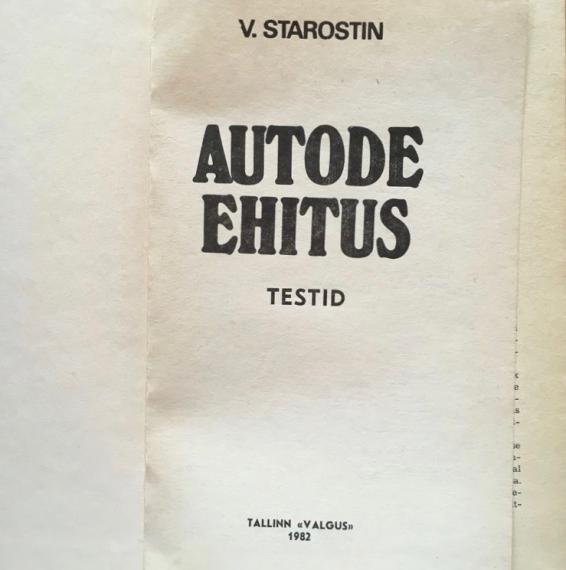 V. STAROSTIN
AUTODE
EHITUS
TESTID
TALLINN «VALGUS»
1982